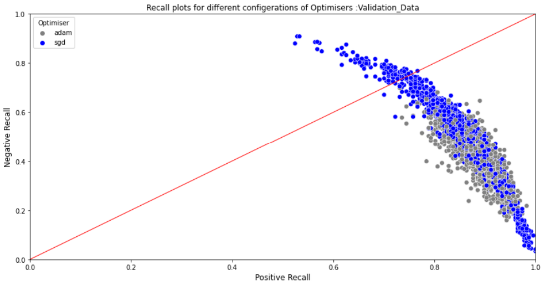 Recall plots for different configerations of Optimisers :Validation_Data
Optimiser
adam
sgd
Negative Recall
1.0
0.8
0.6
0.4
0.2
0.0
0.0 0.2 0.4 0.6 0.8 1.0
Positive Recall